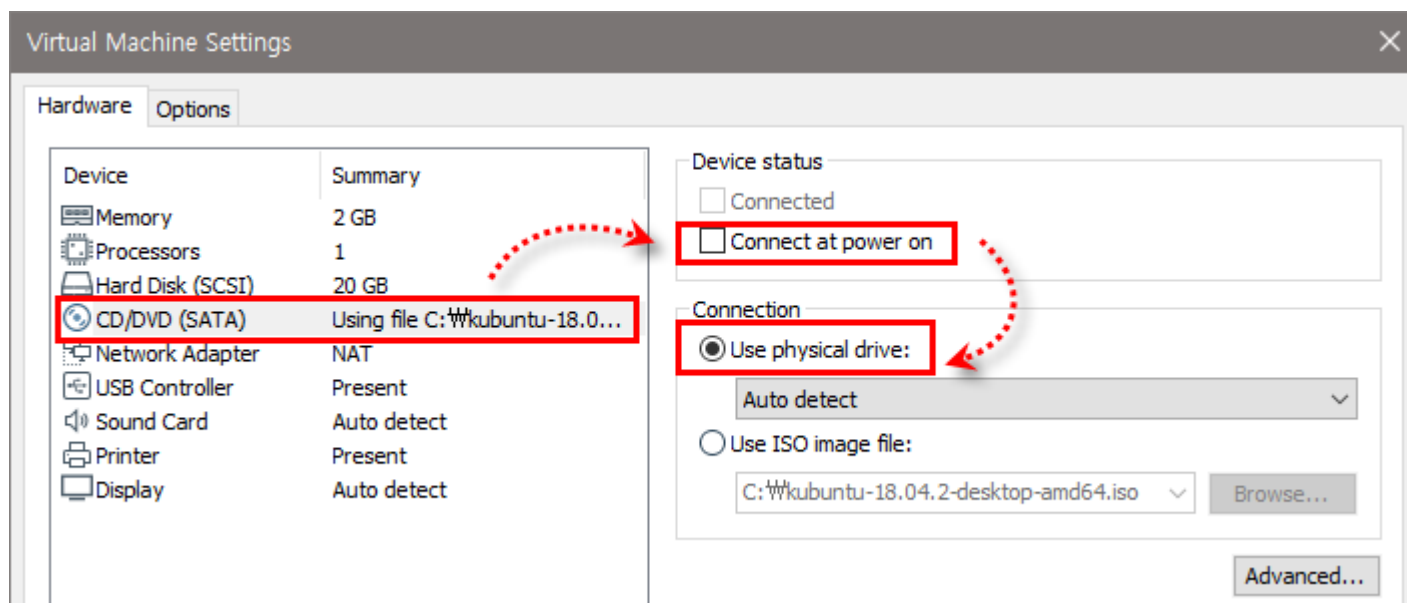 Virtual Machine Settings
Hardware Options
Device Summary
Memory 2 GB
Processors 1
Hard Disk (SCSI) 20 GB
CD/DVD (SATA) Using file C:₩kubuntu-18.0...
Network Adapter NAT
USB Controller Present
Sound Card Auto detect
Printer Present
Display Auto detect
Device status
Connected
Connect at power on
Connection
Use physical drive:
Auto detect
Use ISO image file:
C:₩kubuntu-18.04.2-desktop-amd64.iso Browse...
Advanced...